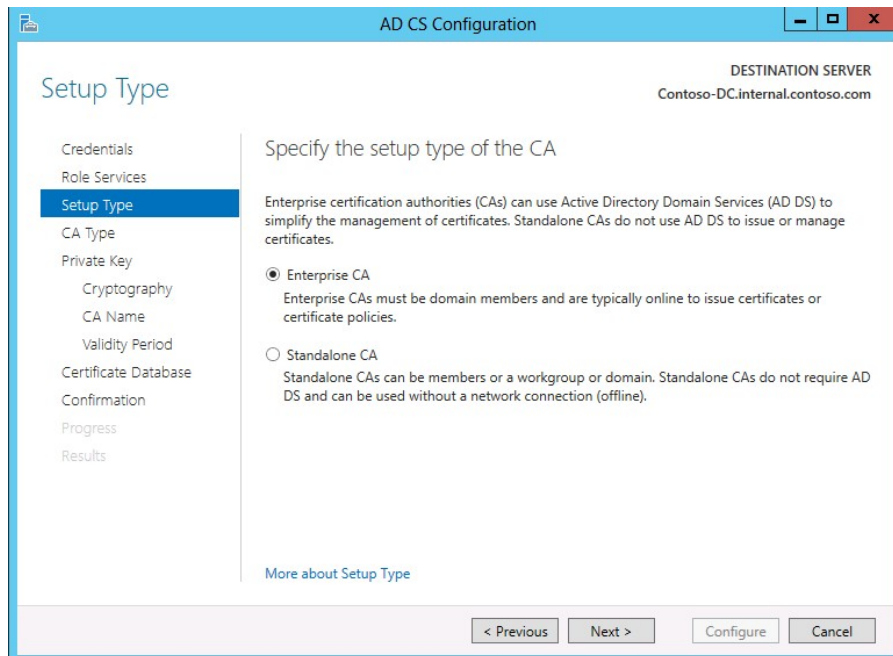 AD CS Configuration
Setup Type
DESTINATION SERVER
Contoso-DC.internal.contoso.com
Credentials
Role Services
Setup Type
CA Type
Private Key
Cryptography
CA Name
Validity Period
Certificate Database
Confirmation
Progress
Results
Specify the setup type of the CA
Enterprise certification authorities (CAs) can use Active Directory Domain Services (AD DS) to
simplify the management of certificates. Standalone CAs do not use AD DS to issue or manage
certificates.
Enterprise CA
Enterprise CAs must be domain members and are typically online to issue certificates or
certificate policies.
Standalone CA
Standalone CAs can be members or a workgroup or domain. Standalone CAs do not require AD
DS and can be used without a network connection (offline).
More about Setup Type
< Previous
Next >
Configure
Cancel